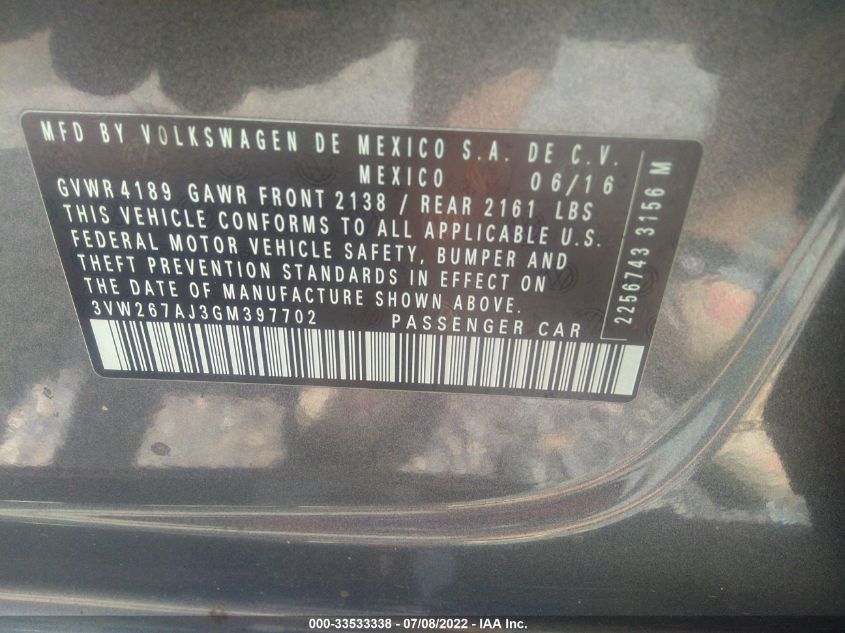 MFD BY VOLKSWAGEN DE MEXICO S.A. DE C.V.
MEXICO 06/16
GVWR 4189 GAWR FRONT 2138 / REAR 2161 LBS
THIS VEHICLE CONFORMS TO ALL APPLICABLE U.S.
FEDERAL MOTOR VEHICLE SAFETY, BUMPER AND
THEFT PREVENTION STANDARDS IN EFFECT ON
THE DATE OF MANUFACTURE SHOWN ABOVE.
3VW267AJ3GM397702 PASSENGER CAR
2256743 3156 M
000-33533338 - 07/08/2022 - IAA Inc.